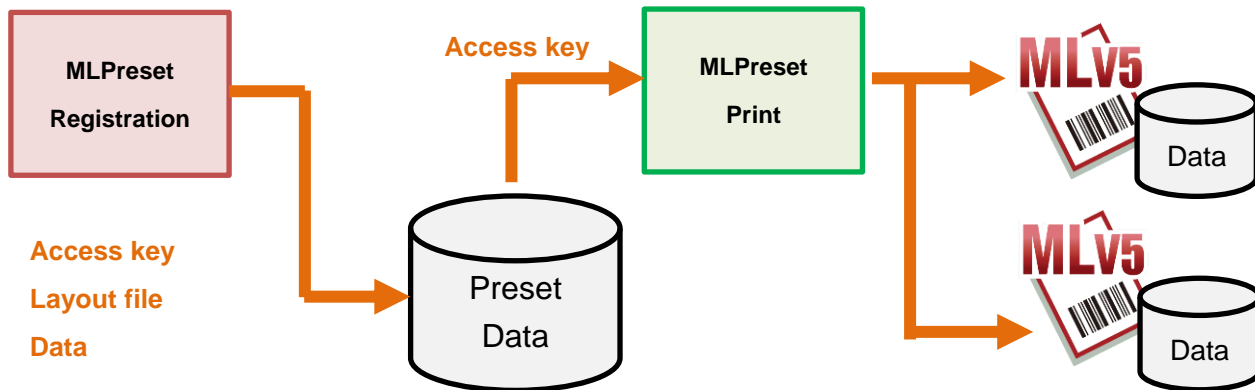 MLPreset
Registration
Access key
Layout file
Data
Access key
Preset
Data
MLPreset
Print
MLV5
Data
MLV5
Data